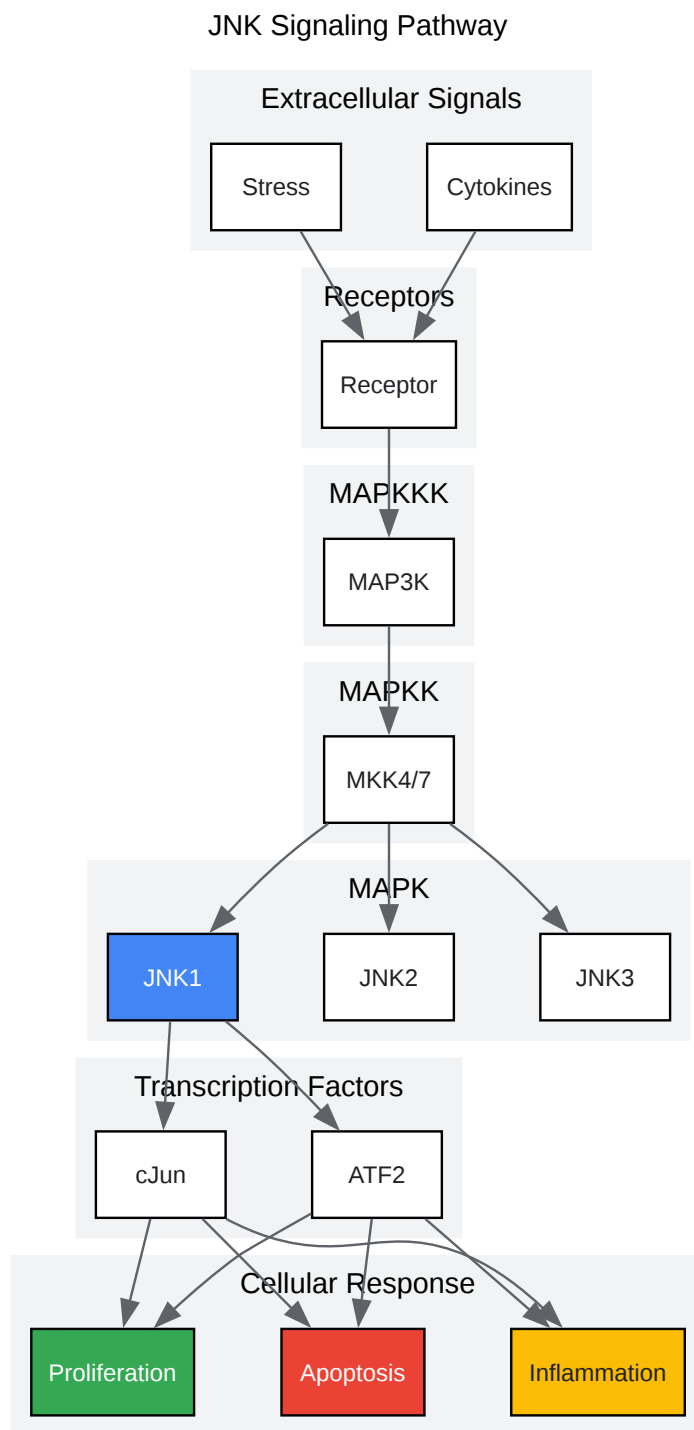 JNK Signaling Pathway
Extracellular Signals
Stress
Cytokines
Receptors
Receptor
MAPKKK
MAP3K
MAPKK
MKK4/7
MAPK
JNK1
JNK2
JNK3
Transcription Factors
cJun
ATF2
Cellular Response
Proliferation
Apoptosis
Inflammation